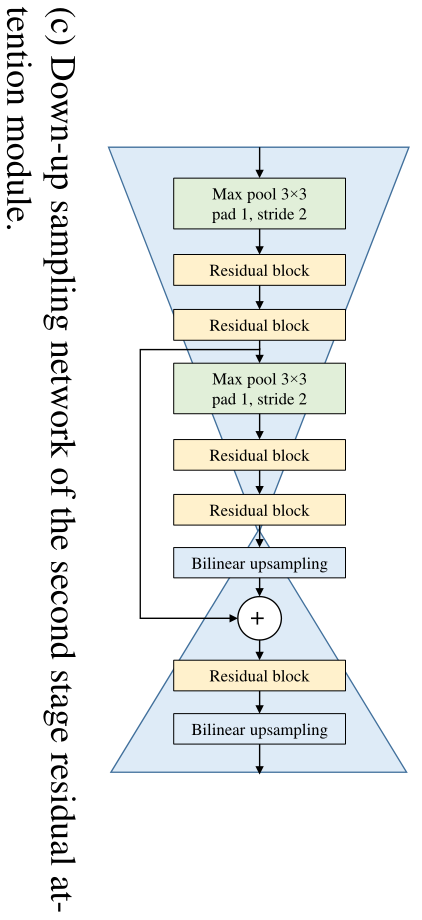 Max pool 3×3
pad 1, stride 2
Residual block
Residual block
Max pool 3×3
pad 1, stride 2
Residual block
Residual block
Bilinear upsampling
+
Residual block
Bilinear upsampling
(c) Down-up sampling network of the second stage residual at-
tention module.